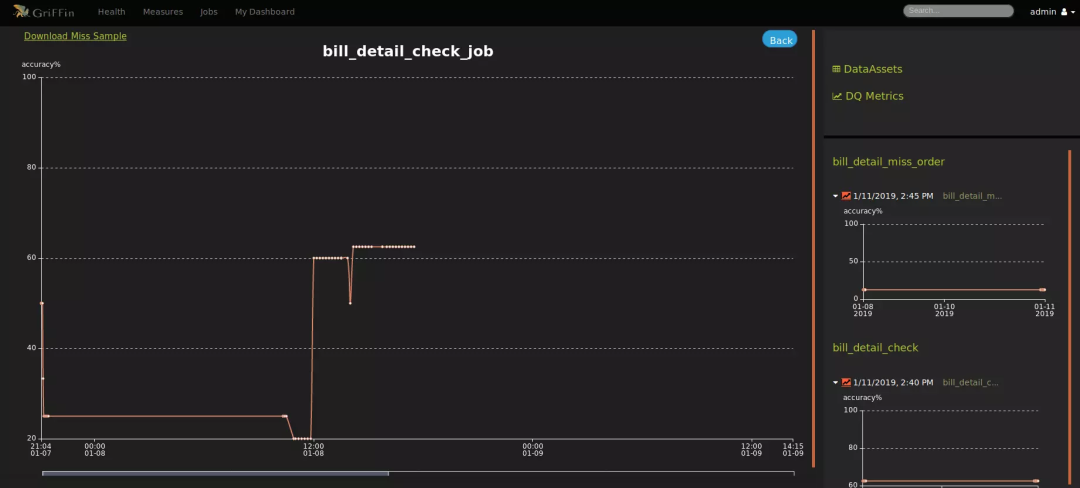 GriFFin
Health
Measures
Jobs
My Dashboard
Search...
admin
Download Miss Sample
bill_detail_check_job
Back
accuracy%
100
80
60
40
20
21:04
01-07
00:00
01-08
12:00
01-08
00:00
01-09
12:00
01-09
14:15
01-09
DataAssets
DQ Metrics
bill_detail_miss_order
1/11/2019, 2:45 PM bill_detail_m...
accuracy%
100
50
0
01-08
2019
01-10
2019
01-11
2019
bill_detail_check
1/11/2019, 2:40 PM bill_detail_c...
accuracy%
100
80
60